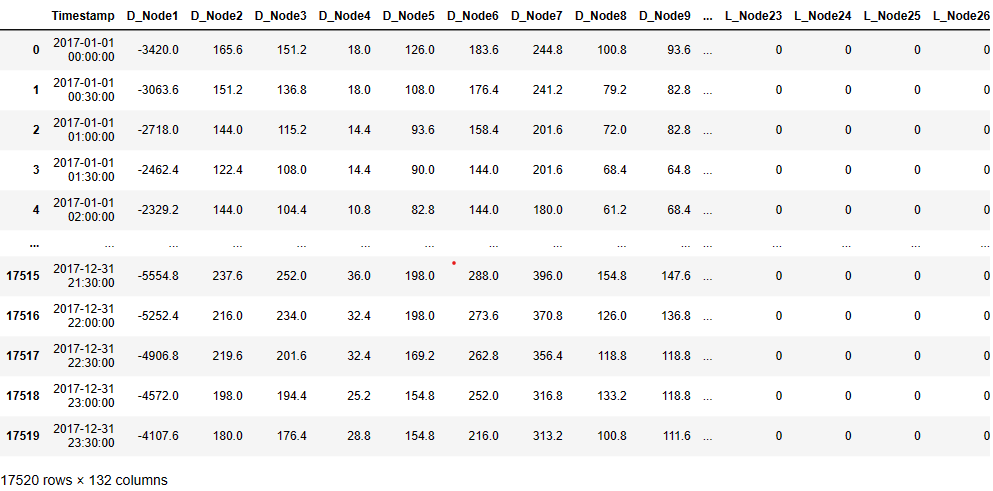 Timestamp D_Node1 D_Node2 D_Node3 D_Node4 D_Node5 D_Node6 D_Node7 D_Node8 D_Node9 ... L_Node23 L_Node24 L_Node25 L_Node26
0 2017-01-01 00:00:00 -3420.0 165.6 151.2 18.0 126.0 183.6 244.8 100.8 93.6 ... 0 0 0 0
1 2017-01-01 00:30:00 -3063.6 151.2 136.8 18.0 108.0 176.4 241.2 79.2 82.8 ... 0 0 0 0
2 2017-01-01 01:00:00 -2718.0 144.0 115.2 14.4 93.6 158.4 201.6 72.0 82.8 ... 0 0 0 0
3 2017-01-01 01:30:00 -2462.4 122.4 108.0 14.4 90.0 144.0 201.6 68.4 64.8 ... 0 0 0 0
4 2017-01-01 02:00:00 -2329.2 144.0 104.4 10.8 82.8 144.0 180.0 61.2 68.4 ... 0 0 0 0
... ... ... ... ... ... ... ... ... ... ... ... ... ... ... ...
17515 2017-12-31 21:30:00 -5554.8 237.6 252.0 36.0 198.0 288.0 396.0 154.8 147.6 ... 0 0 0 0
17516 2017-12-31 22:00:00 -5252.4 216.0 234.0 32.4 198.0 273.6 370.8 126.0 136.8 ... 0 0 0 0
17517 2017-12-31 22:30:00 -4906.8 219.6 201.6 32.4 169.2 262.8 356.4 118.8 118.8 ... 0 0 0 0
17518 2017-12-31 23:00:00 -4572.0 198.0 194.4 25.2 154.8 252.0 316.8 133.2 118.8 ... 0 0 0 0
17519 2017-12-31 23:30:00 -4107.6 180.0 176.4 28.8 154.8 216.0 313.2 100.8 111.6 ... 0 0 0 0
17520 rows × 132 columns